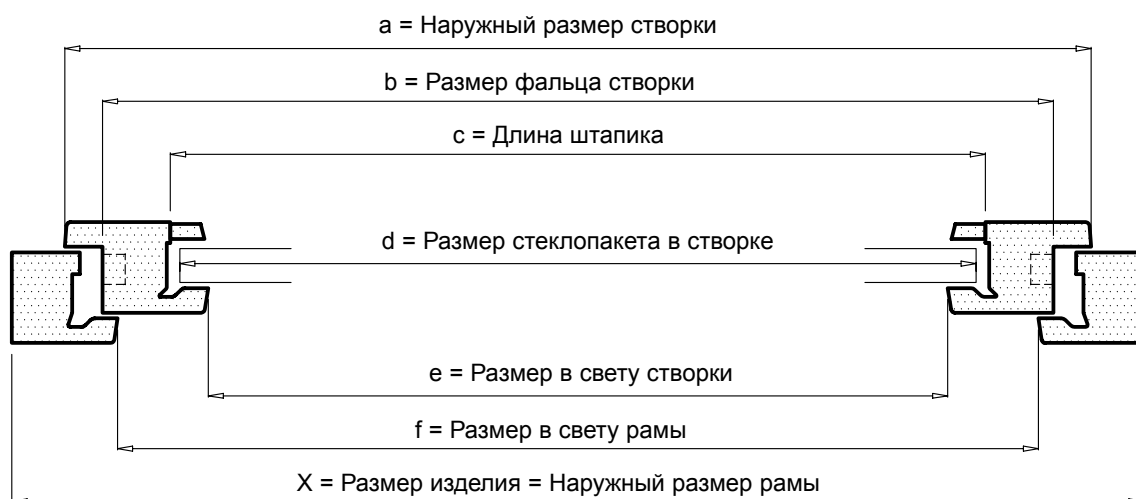 a = Наружный размер створки
b = Размер фальца створки
c = Длина штапика
d = Размер стеклопакета в створке
e = Размер в свету створки
f = Размер в свету рамы
X = Размер изделия = Наружный размер рамы